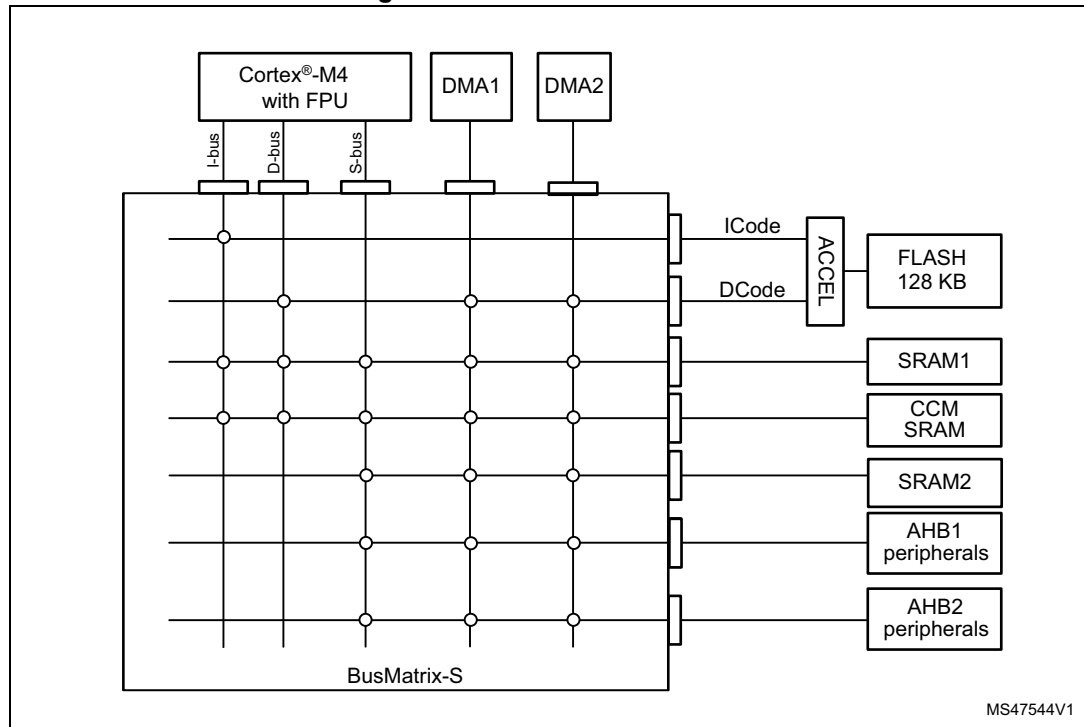 Cortex®-M4
with FPU
DMA1
DMA2
I-bus
D-bus
S-bus
ICode
ACCEL
FLASH
128 KB
DCode
SRAM1
CCM
SRAM
SRAM2
AHB1
peripherals
AHB2
peripherals
BusMatrix-S
MS47544V1